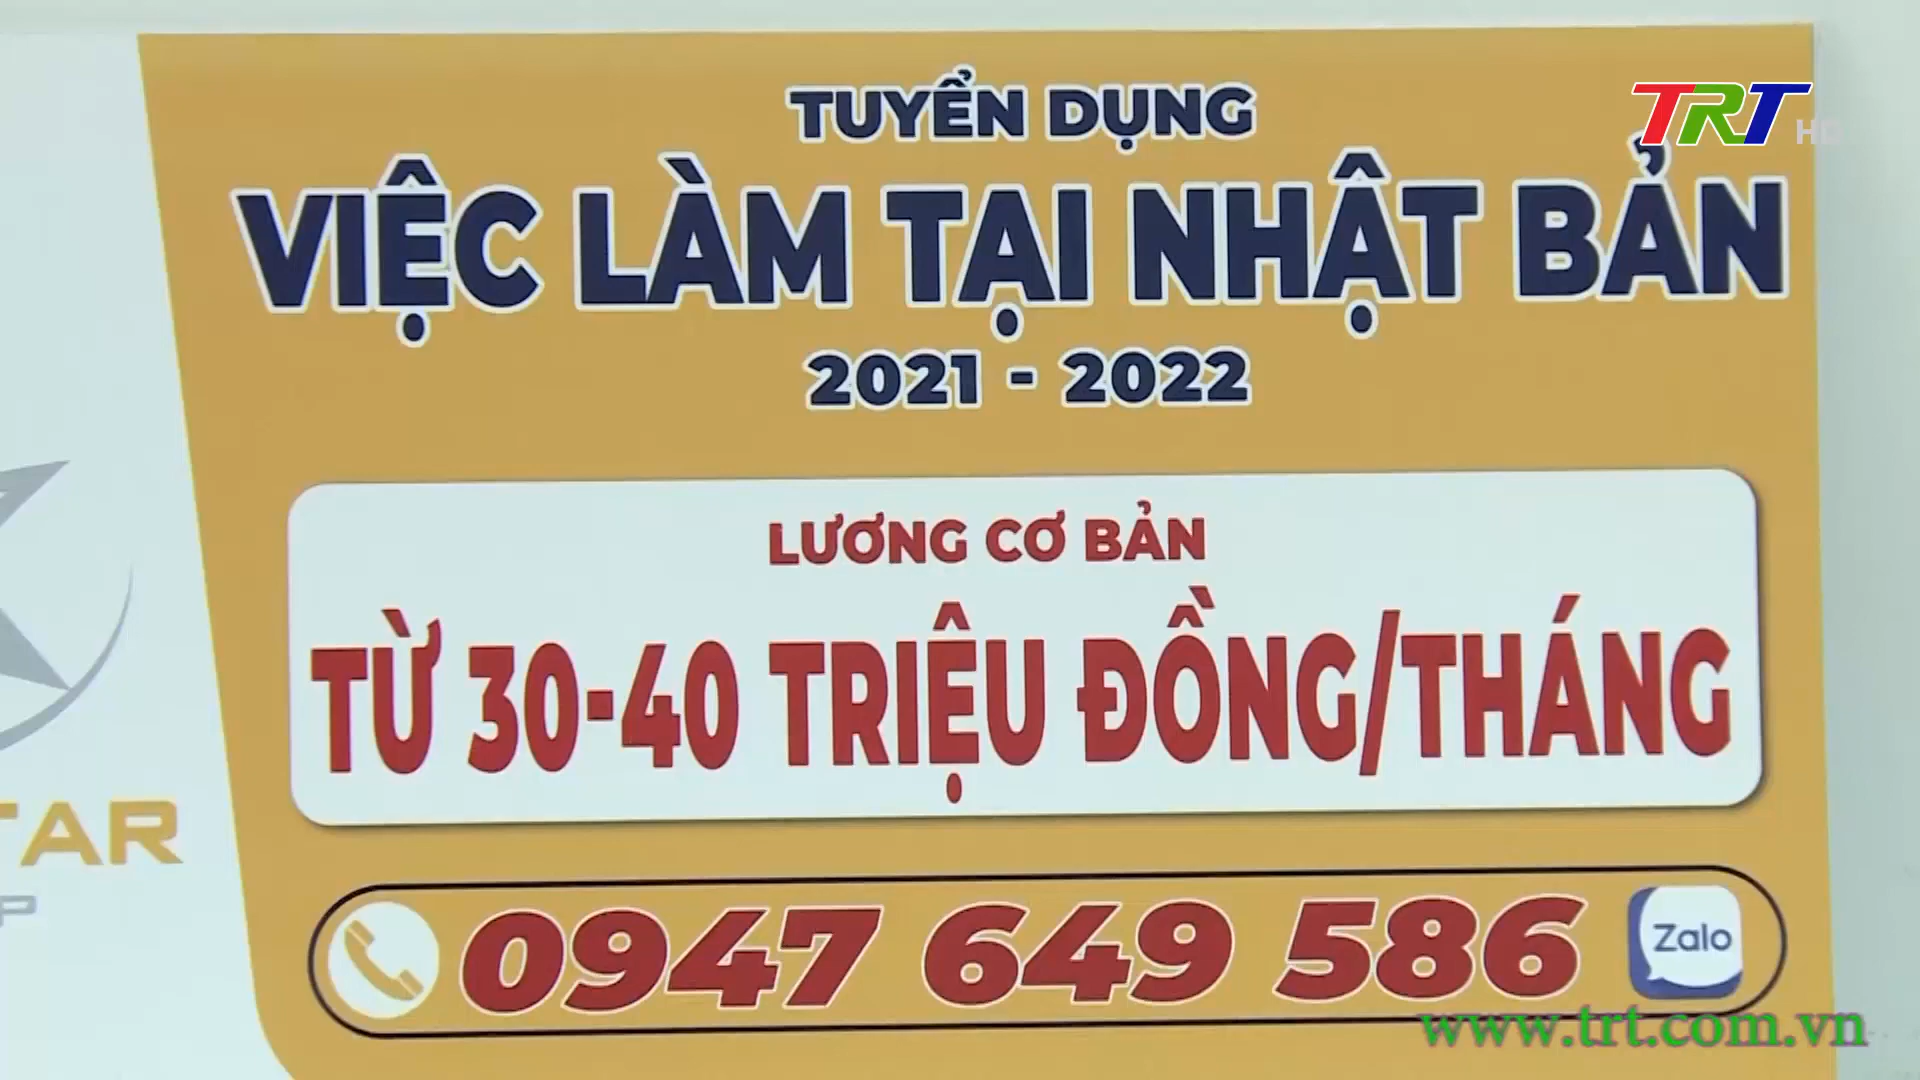 TUYỂN DỤNG
TRT HD
VIỆC LÀM TẠI NHẬT BẢN
2021 - 2022
LƯƠNG CƠ BẢN
TỪ 30-40 TRIỆU ĐỒNG/THÁNG
TAR
P
0947 649 586
Zalo
www.trt.com.vn